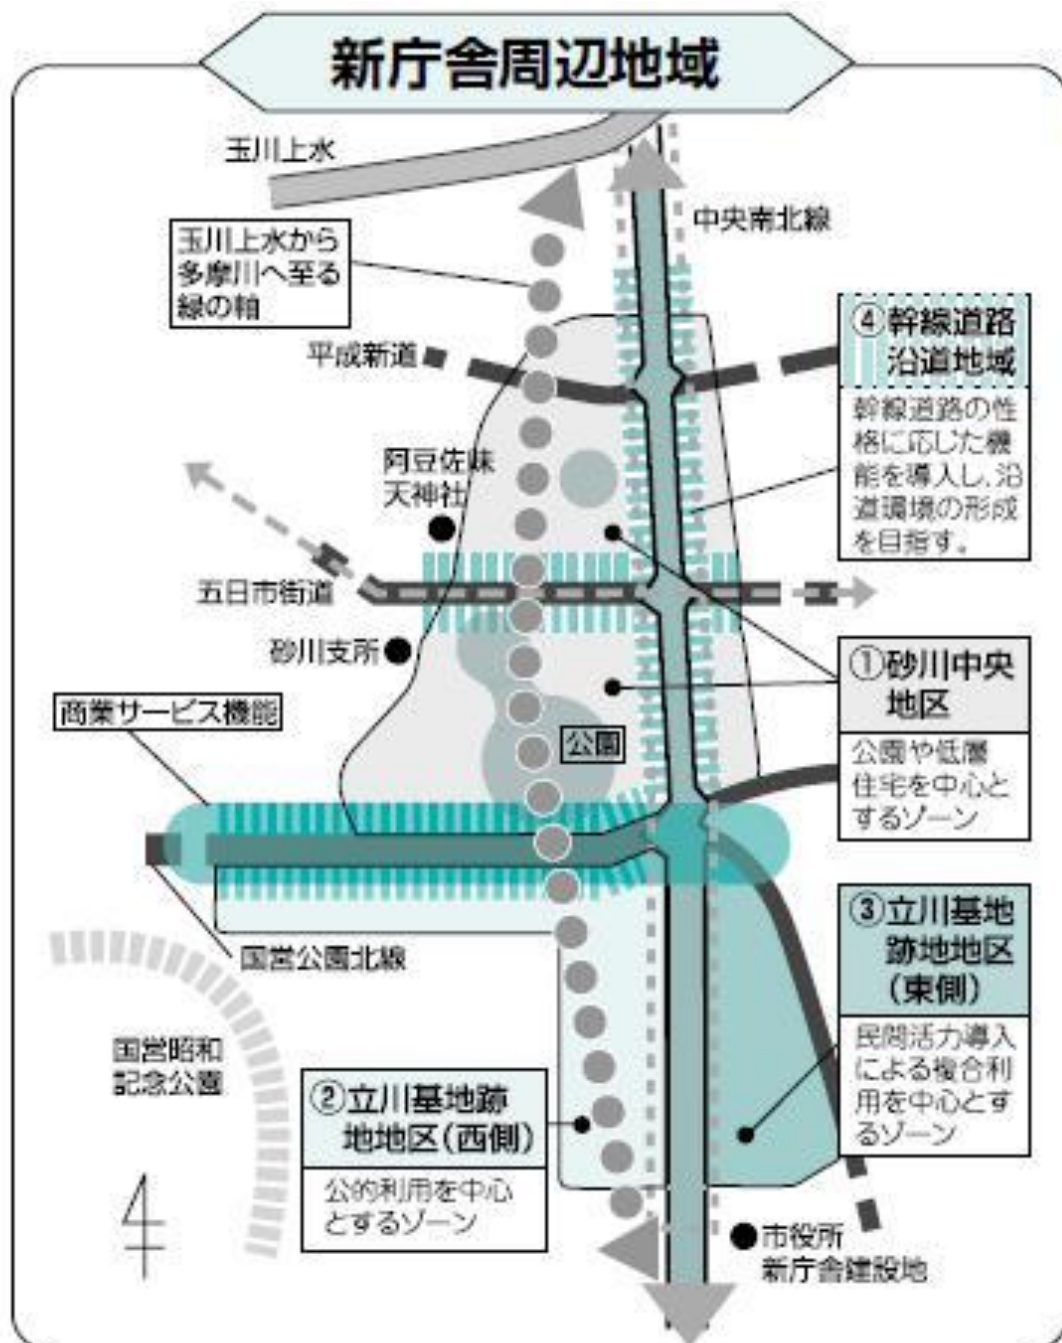 新庁舎周辺地域
玉川上水
中央南北線
玉川上水から
多摩川へ至る
緑の軸
平成新道
④幹線道路
沿道地域
幹線道路の性
格に応じた機
能を導入し、沿
道環境の形成
を目指す。
阿豆佐味
天神社
五日市街道
砂川支所
①砂川中央
地区
公園や低層
住宅を中心と
するゾーン
商業サービス機能
公園
国営公園北線
③立川基地
跡地地区
(東側)
民間活力導入
による複合利
用を中心とす
るゾーン
国営昭和
記念公園
②立川基地跡
地地区(西側)
公的利用を中心
とするゾーン
市役所
新庁舎建設地